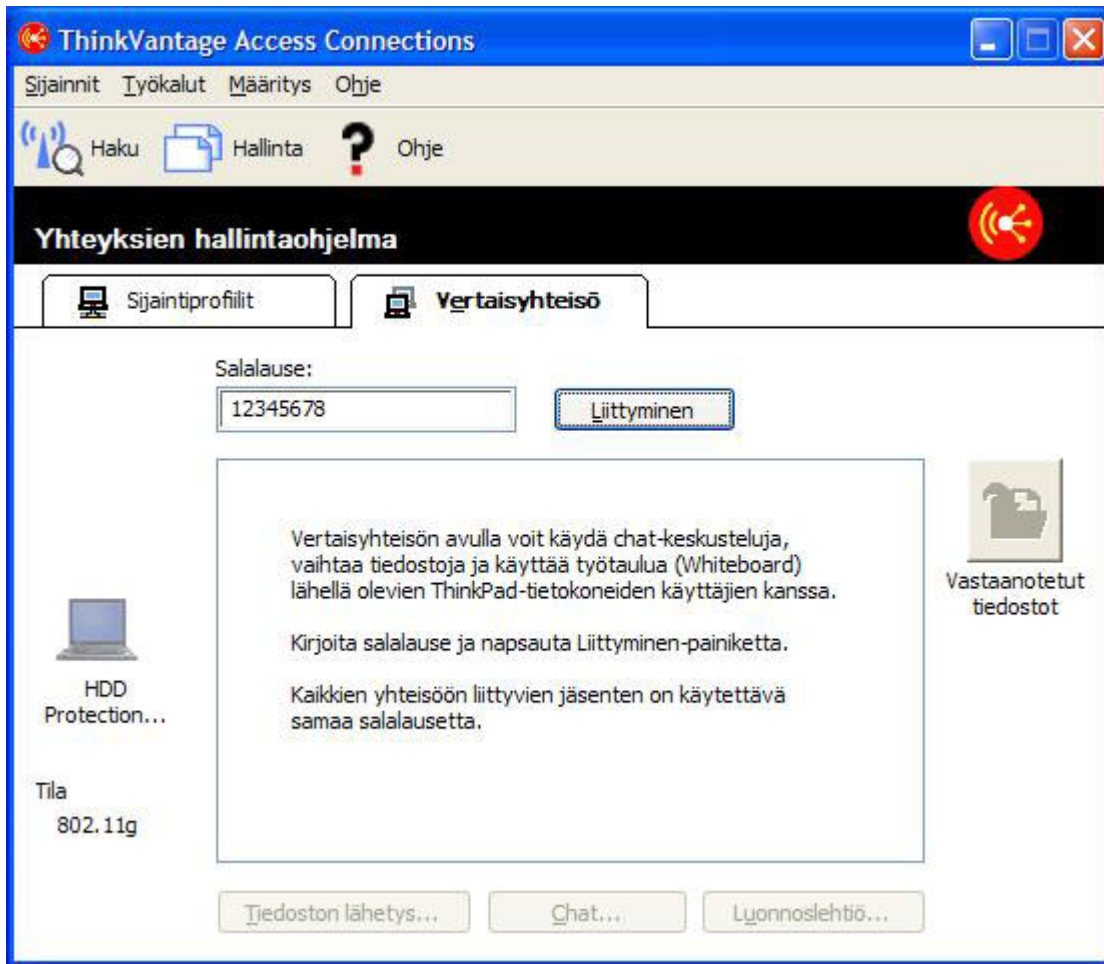 ThinkVantage Access Connections
Sijainnit Työkalut Määritys Ohje
Haku Hallinta Ohje
Yhteyksien hallintaohjelma
Sijaintiprofiilit Vertaisyhteisö
Salalause:
12345678 Liittyminen
Vertaisyhteisön avulla voit käydä chat-keskusteluja,
vaihtaa tiedostoja ja käyttää työtaulua (Whiteboard)
lähellä olevien ThinkPad-tietokoneiden käyttäjien kanssa.
Kirjoita salalause ja napsauta Liittyminen-painiketta.
Kaikkien yhteisöön liittyvien jäsenten on käytettävä
samaa salalausetta.
Vastaanotetut
tiedostot
HDD
Protection...
Tila
802.11g
Tiedoston lähetys... Chat... Luonnoslehtiö...